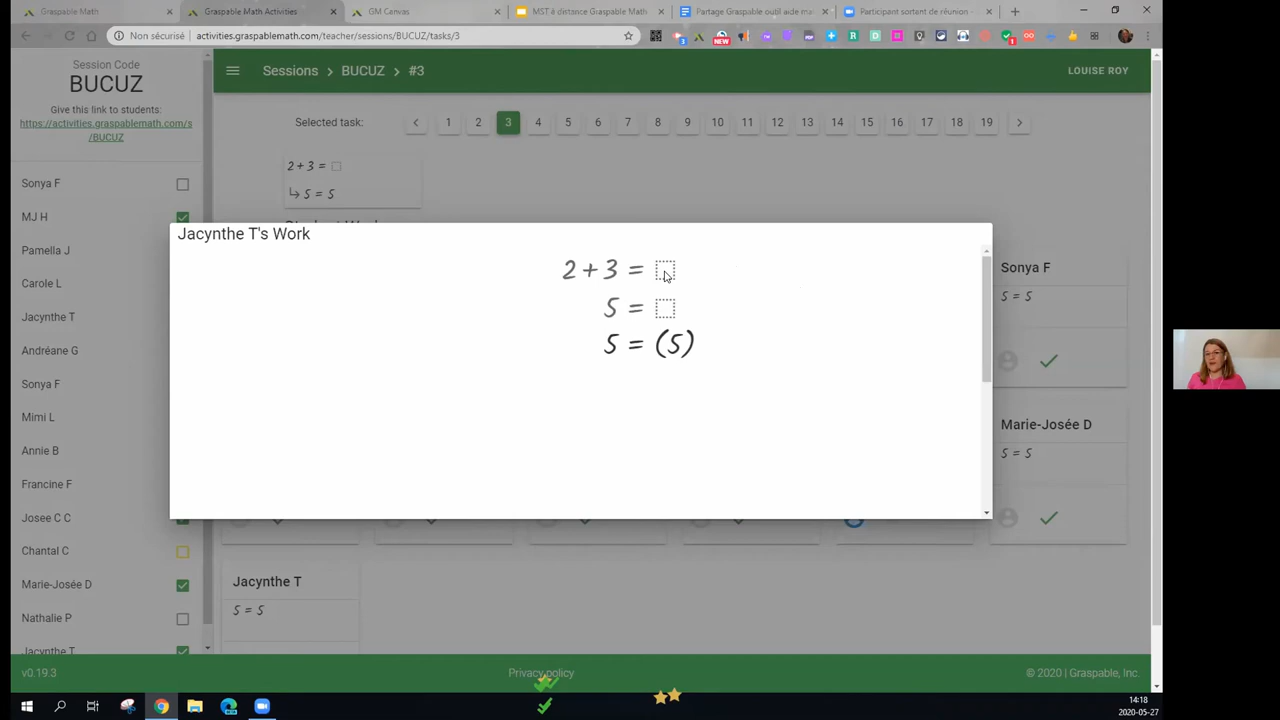 Graspable Math
Graspable Math Activities
GM Canvas
MST à distance Graspable Math
Partage Graspable outil aide ma
Participant sortant de réunion -
Non sécurisé
activities.graspablemath.com/teacher/sessions/BUCUZ/tasks/3
NEW
Session Code
BUCUZ
Give this link to students:
https://activities.graspablemath.com/s
/BUCUZ
Sessions > BUCUZ > #3
LOUISE ROY
Selected task:
< 1 2 3 4 5 6 7 8 9 10 11 12 13 14 15 16 17 18 19 >
2 + 3 = □
↳ 5 = 5
Sonya F
MJ H
Pamella J
Carole L
Jacynthe T
Andréane G
Sonya F
Mimi L
Annie B
Francine F
Josee C C
Chantal C
Marie-Josée D
Nathalie P
Jacynthe T
Jacynthe T's Work
2 + 3 = □
5 = □
5 = (5)
Sonya F
5 = 5
Marie-Josée D
5 = 5
Jacynthe T
5 = 5
v0.19.3
Privacy policy
© 2020 | Graspable, Inc.
14:18
2020-05-27